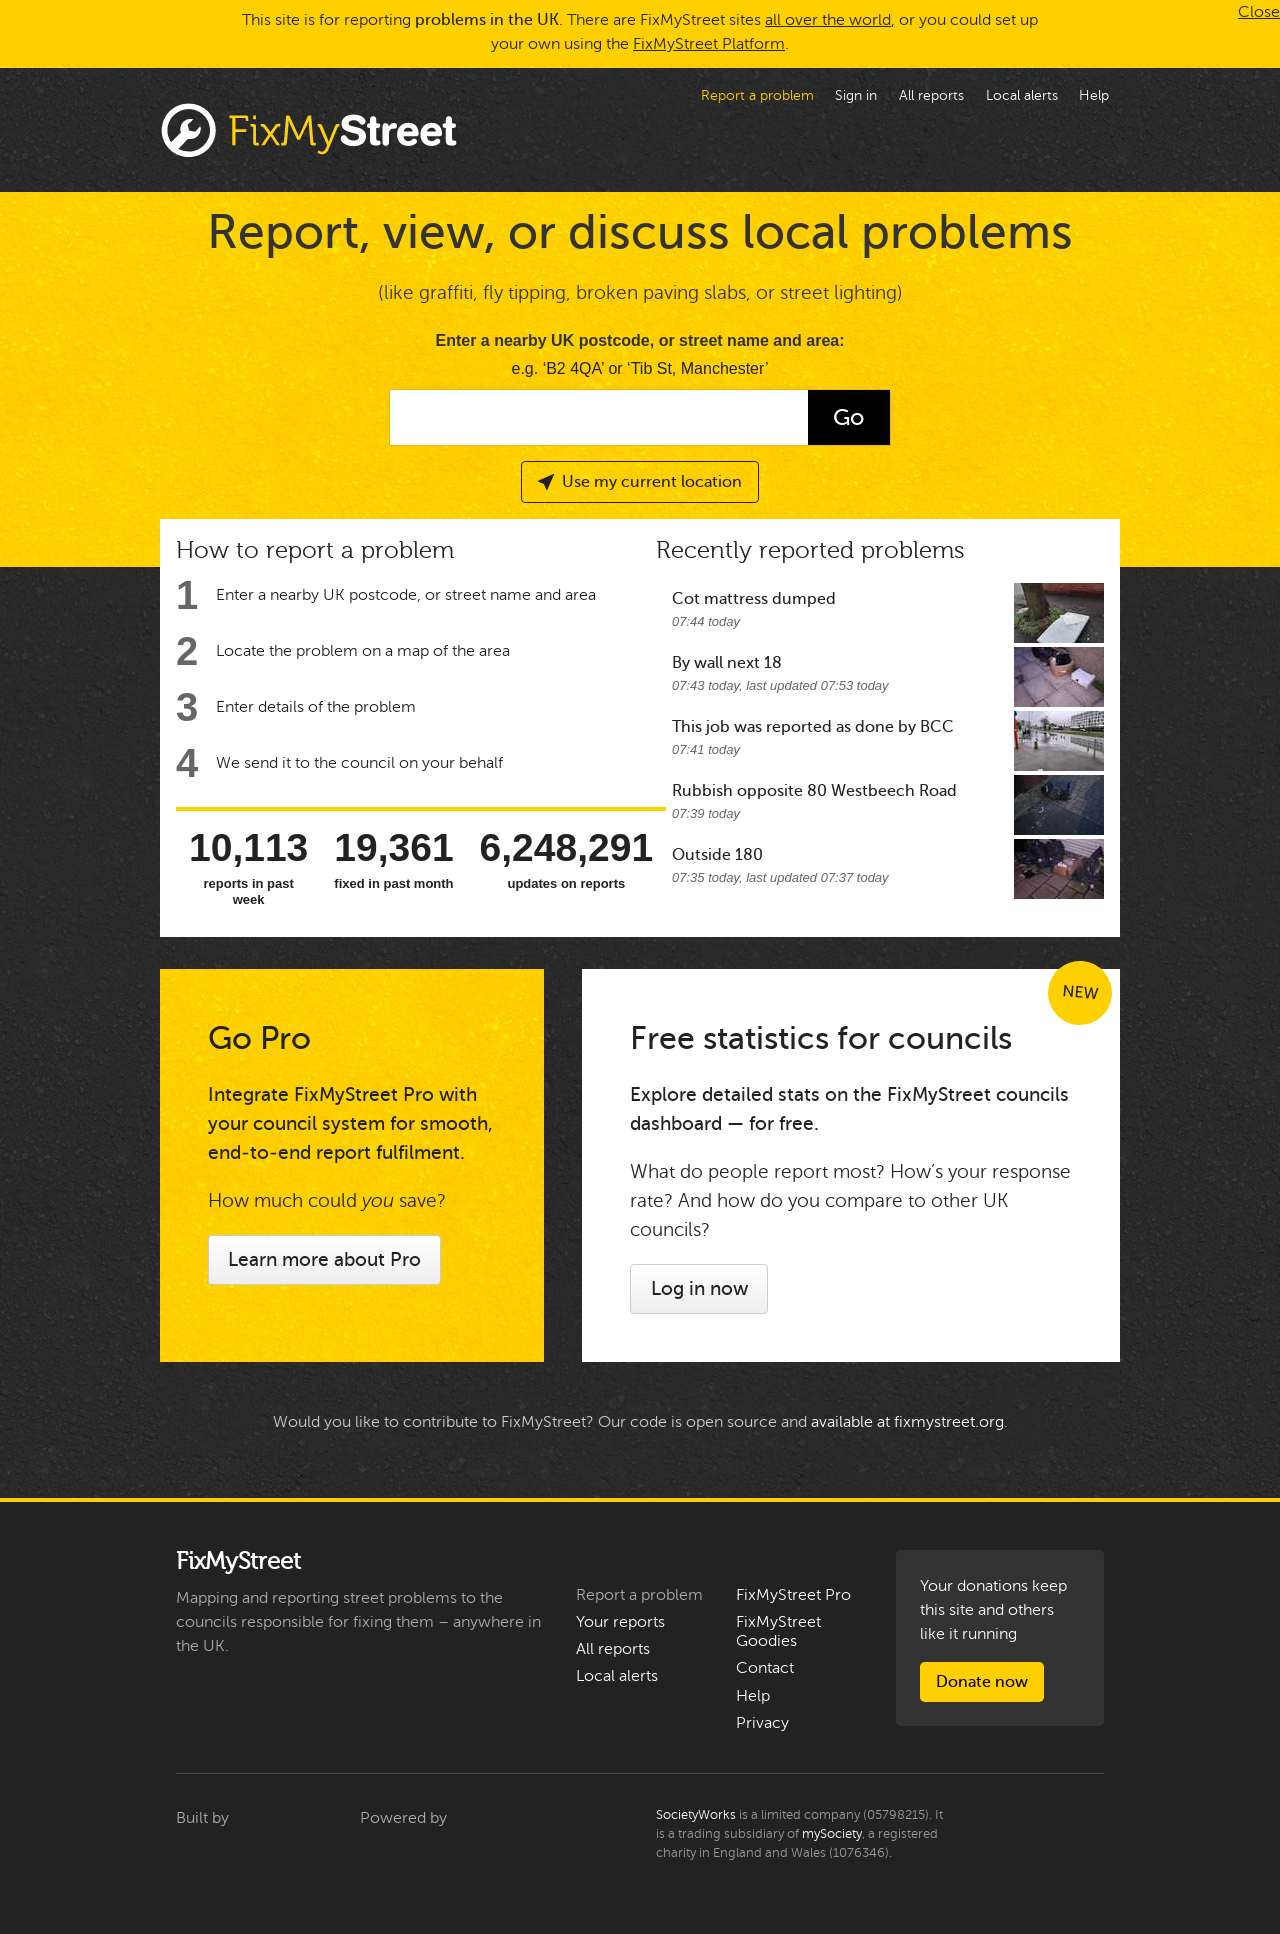 This site is for reporting problems in the UK. There are FixMyStreet sites all over the world, or you could set up
your own using the FixMyStreet Platform.
Close
Report a problem Sign in All reports Local alerts Help
FixMyStreet
Report, view, or discuss local problems
(like graffiti, fly tipping, broken paving slabs, or street lighting)
Enter a nearby UK postcode, or street name and area:
e.g. ‘B2 4QA’ or ‘Tib St, Manchester’
Go
Use my current location
How to report a problem
1 Enter a nearby UK postcode, or street name and area
2 Locate the problem on a map of the area
3 Enter details of the problem
4 We send it to the council on your behalf
10,113 19,361 6,248,291
reports in past fixed in past month updates on reports
week
Recently reported problems
Cot mattress dumped
07:44 today
By wall next 18
07:43 today, last updated 07:53 today
This job was reported as done by BCC
07:41 today
Rubbish opposite 80 Westbeech Road
07:39 today
Outside 180
07:35 today, last updated 07:37 today
Go Pro
Integrate FixMyStreet Pro with
your council system for smooth,
end-to-end report fulfilment.
How much could you save?
Learn more about Pro
NEW
Free statistics for councils
Explore detailed stats on the FixMyStreet councils
dashboard — for free.
What do people report most? How’s your response
rate? And how do you compare to other UK
councils?
Log in now
Would you like to contribute to FixMyStreet? Our code is open source and available at fixmystreet.org.
FixMyStreet
Mapping and reporting street problems to the
councils responsible for fixing them – anywhere in
the UK.
Report a problem
Your reports
All reports
Local alerts
FixMyStreet Pro
FixMyStreet
Goodies
Contact
Help
Privacy
Your donations keep
this site and others
like it running
Donate now
Built by
Powered by
SocietyWorks is a limited company (05798215). It
is a trading subsidiary of mySociety, a registered
charity in England and Wales (1076346).